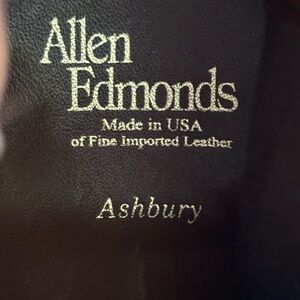 Allen
Edmonds
Made in USA
of Fine Imported Leather
Ashbury